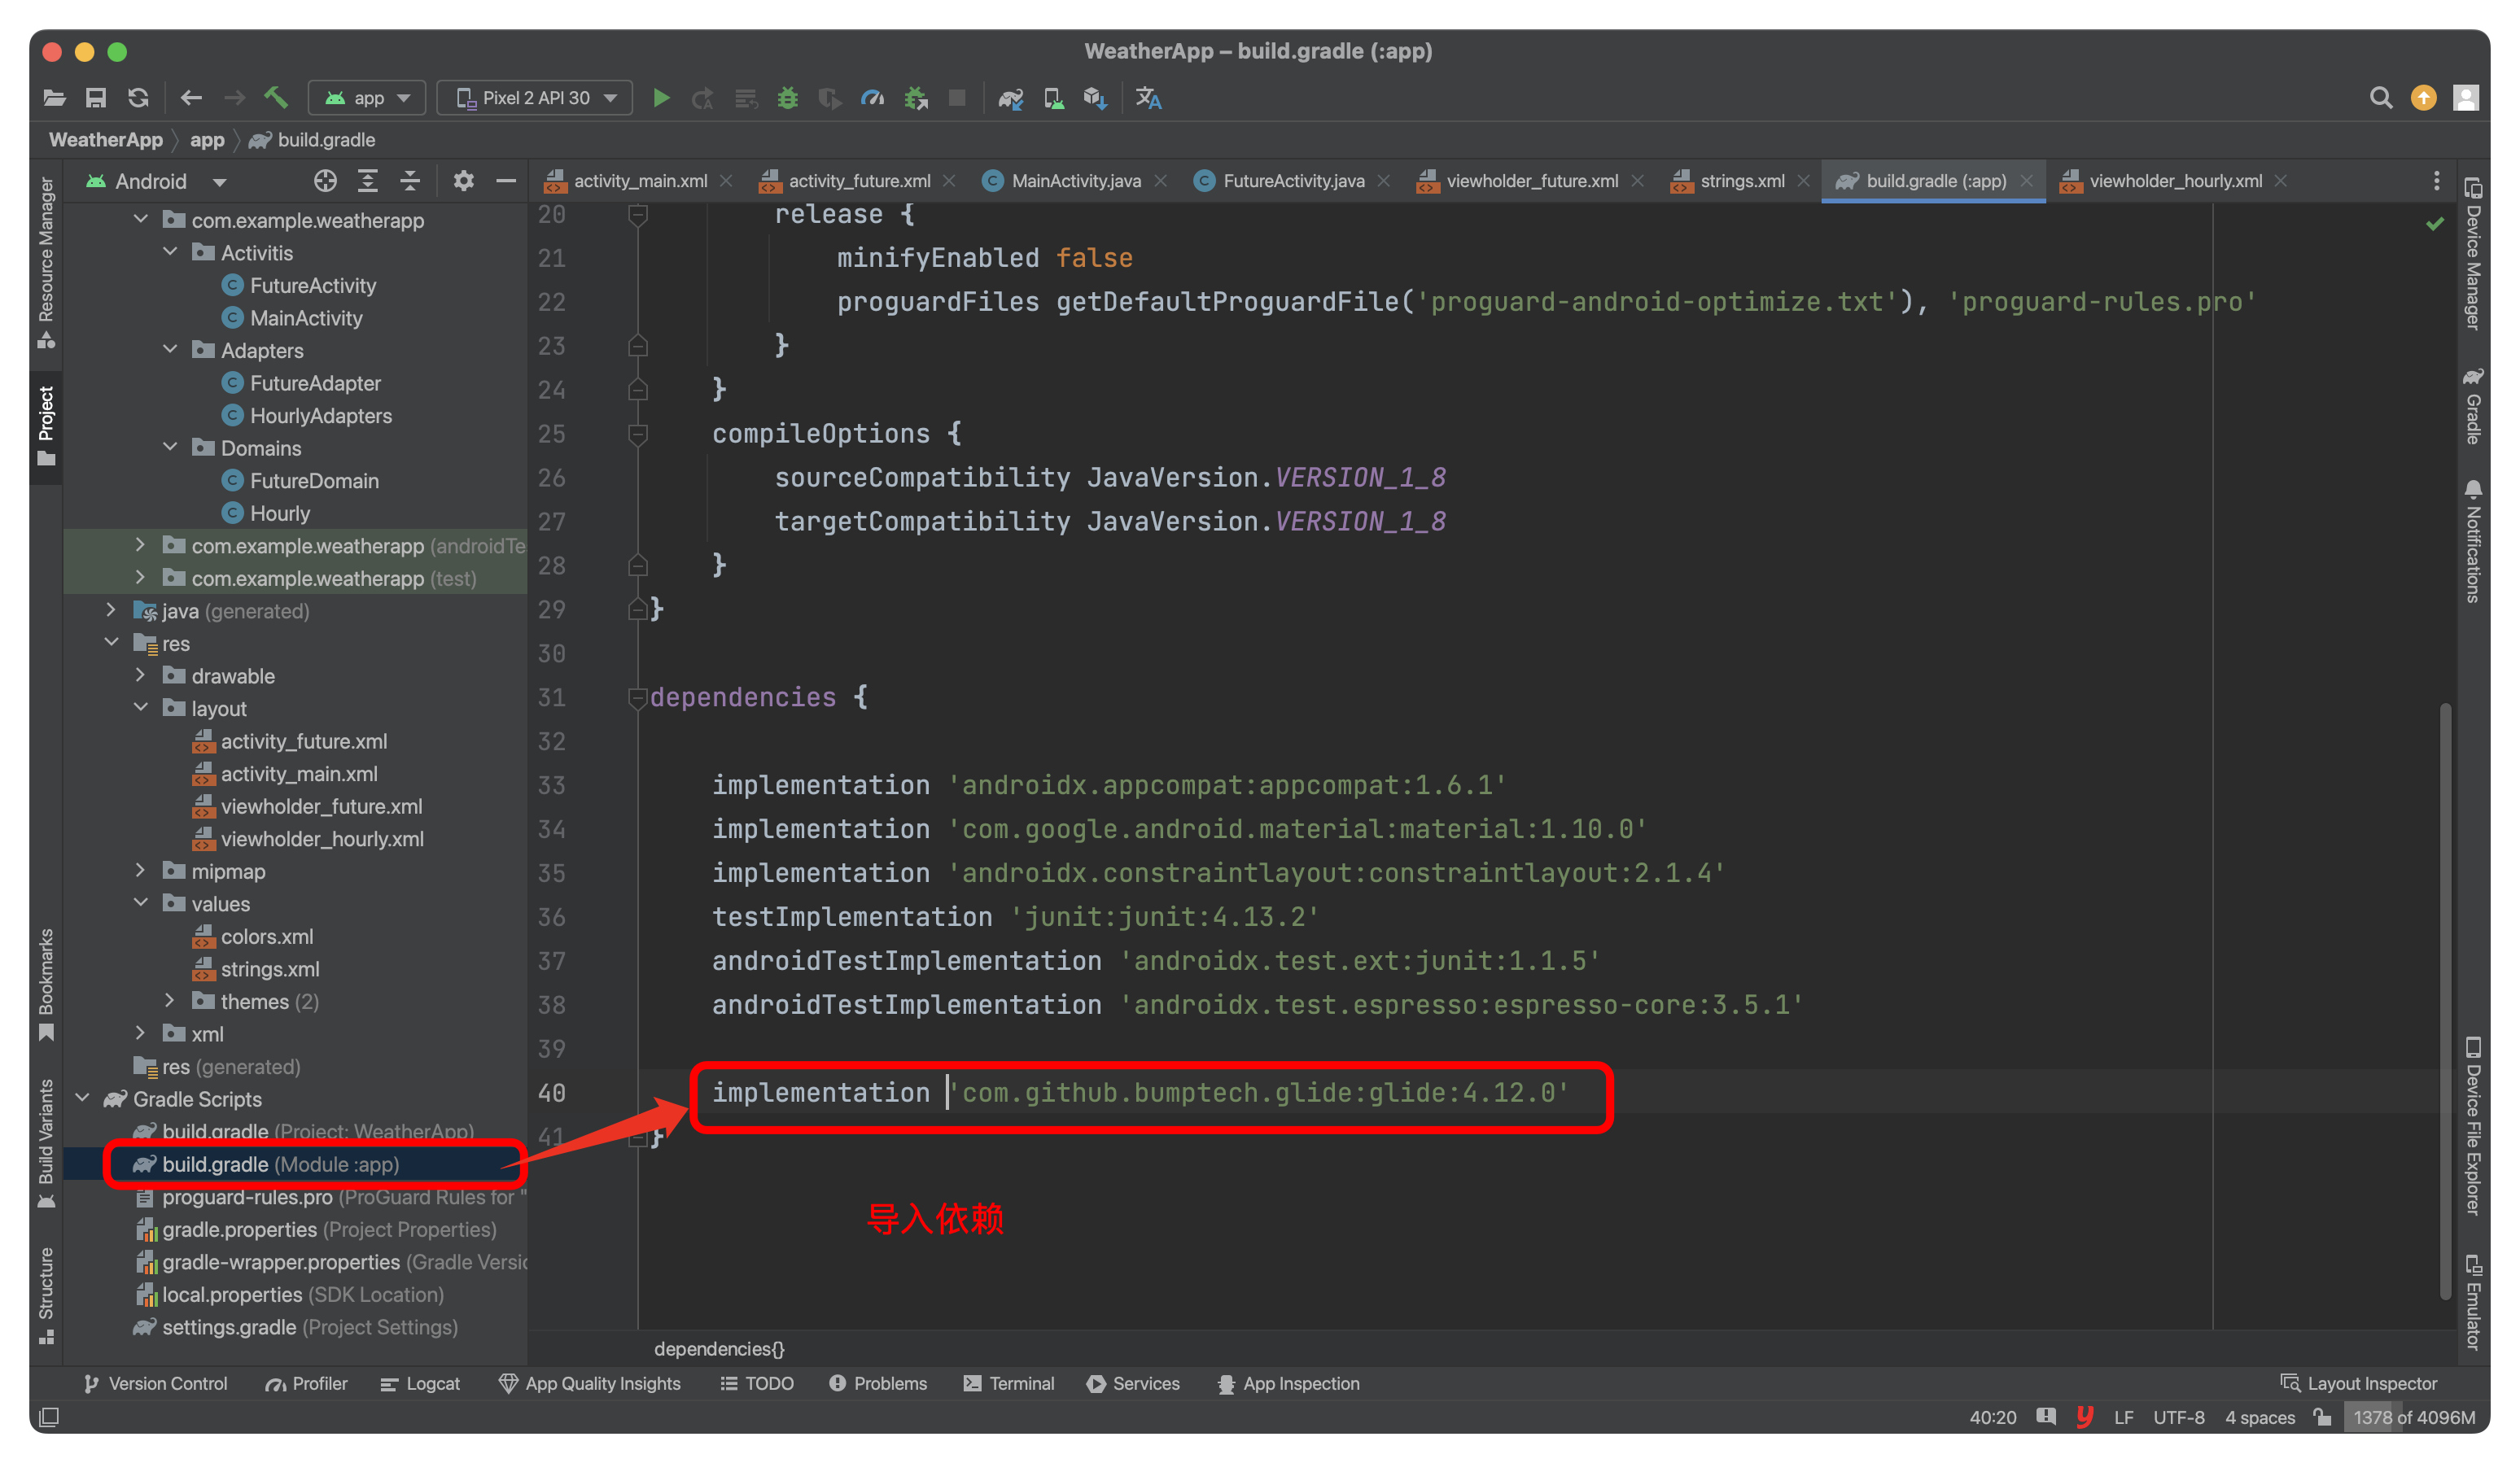 WeatherApp – build.gradle (:app)
app
Pixel 2 API 30
WeatherApp
app
build.gradle
Android
activity_main.xml
activity_future.xml
MainActivity.java
FutureActivity.java
viewholder_future.xml
strings.xml
build.gradle (:app)
viewholder_hourly.xml
Resource Manager
Project
Bookmarks
Build Variants
Structure
com.example.weatherapp
Activitis
FutureActivity
MainActivity
Adapters
FutureAdapter
HourlyAdapters
Domains
FutureDomain
Hourly
com.example.weatherapp (androidTe
com.example.weatherapp (test)
java (generated)
res
drawable
layout
activity_future.xml
activity_main.xml
viewholder_future.xml
viewholder_hourly.xml
mipmap
values
colors.xml
strings.xml
themes (2)
xml
res (generated)
Gradle Scripts
build.gradle (Project: WeatherApp)
build.gradle (Module :app)
proguard-rules.pro (ProGuard Rules for "
gradle.properties (Project Properties)
gradle-wrapper.properties (Gradle Versio
local.properties (SDK Location)
settings.gradle (Project Settings)
20 release {
21 minifyEnabled false
22 proguardFiles getDefaultProguardFile('proguard-android-optimize.txt'), 'proguard-rules.pro'
23 }
24 }
25 compileOptions {
26 sourceCompatibility JavaVersion.VERSION_1_8
27 targetCompatibility JavaVersion.VERSION_1_8
28 }
29 }
30
31 dependencies {
32
33 implementation 'androidx.appcompat:appcompat:1.6.1'
34 implementation 'com.google.android.material:material:1.10.0'
35 implementation 'androidx.constraintlayout:constraintlayout:2.1.4'
36 testImplementation 'junit:junit:4.13.2'
37 androidTestImplementation 'androidx.test.ext:junit:1.1.5'
38 androidTestImplementation 'androidx.test.espresso:espresso-core:3.5.1'
39
40 implementation 'com.github.bumptech.glide:glide:4.12.0'
41 }
导入依赖
dependencies{}
Device Manager
Gradle
Notifications
Device File Explorer
Emulator
Version Control
Profiler
Logcat
App Quality Insights
TODO
Problems
Terminal
Services
App Inspection
Layout Inspector
40:20
LF
UTF-8
4 spaces
1378 of 4096M